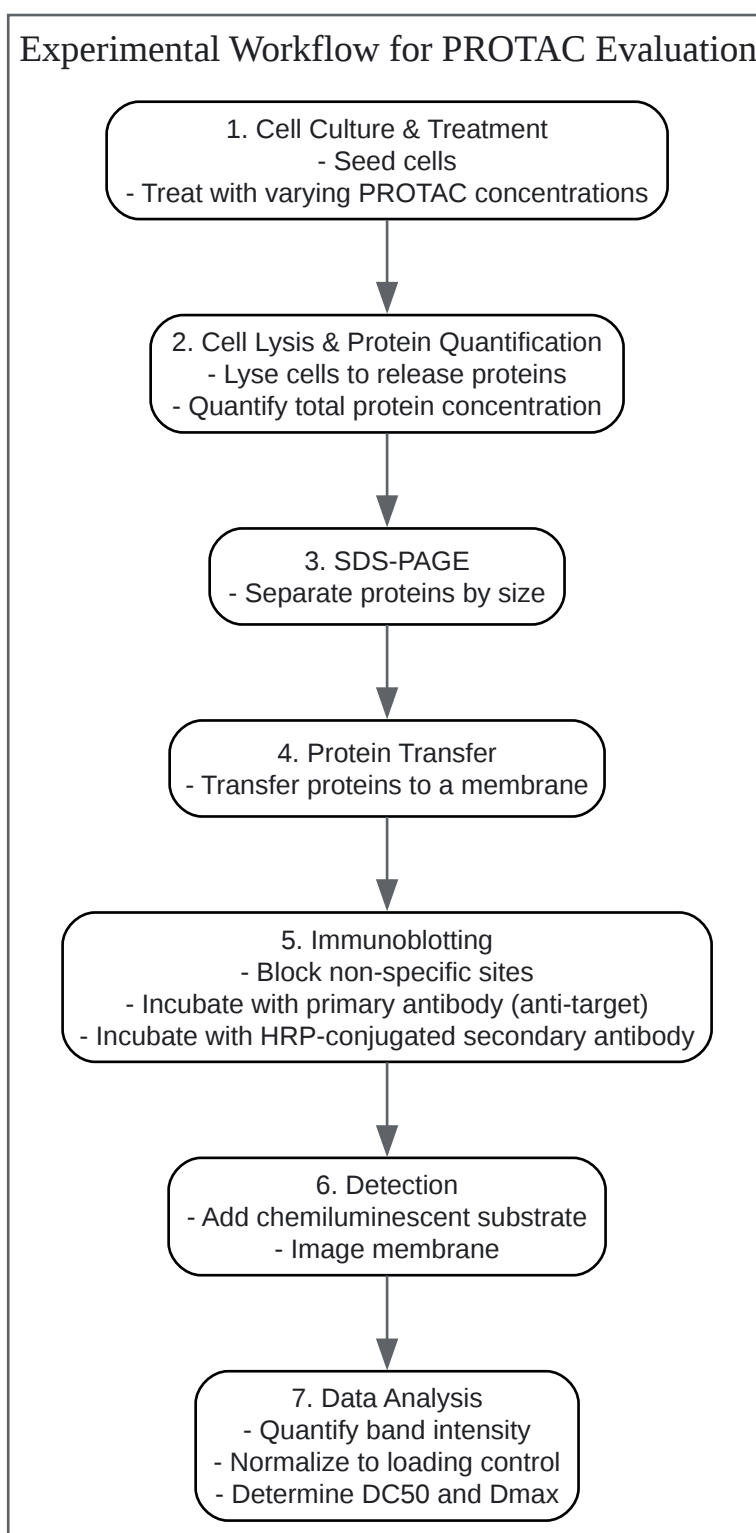 Experimental Workflow for PROTAC Evaluation
1. Cell Culture & Treatment
- Seed cells
- Treat with varying PROTAC concentrations
2. Cell Lysis & Protein Quantification
- Lyse cells to release proteins
- Quantify total protein concentration
3. SDS-PAGE
- Separate proteins by size
4. Protein Transfer
- Transfer proteins to a membrane
5. Immunoblotting
- Block non-specific sites
- Incubate with primary antibody (anti-target)
- Incubate with HRP-conjugated secondary antibody
6. Detection
- Add chemiluminescent substrate
- Image membrane
7. Data Analysis
- Quantify band intensity
- Normalize to loading control
- Determine DC50 and Dmax